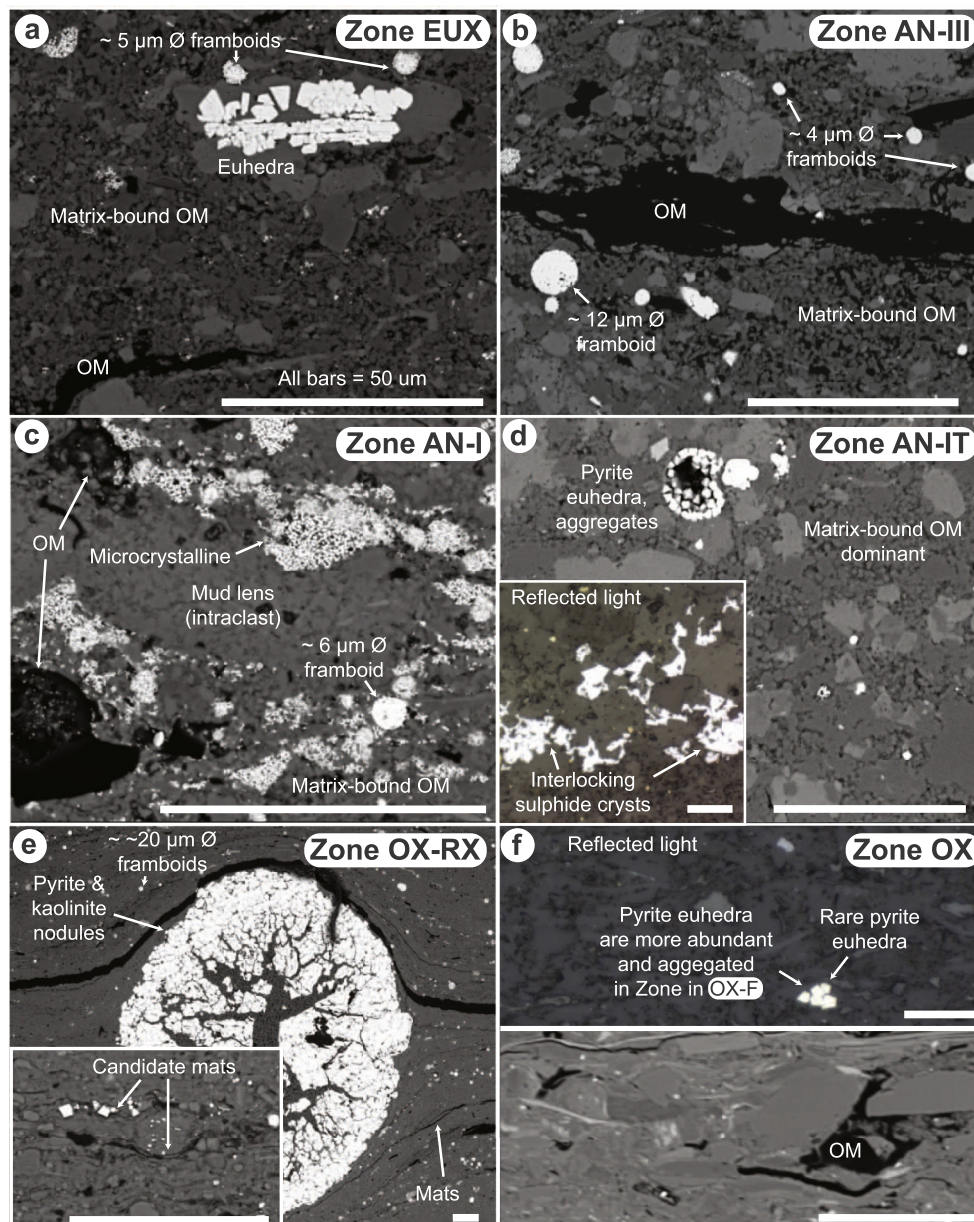 a
Zone EUX
~ 5 µm Ø framboids
Euhedra
Matrix-bound OM
OM
All bars = 50 um
b
Zone AN-III
~ 4 µm Ø
framboids
OM
~ 12 µm Ø
framboid
Matrix-bound OM
c
Zone AN-I
OM
Microcrystalline
Mud lens
(intraclast)
~ 6 µm Ø
framboid
Matrix-bound OM
d
Zone AN-IT
Pyrite
euhedra,
aggregates
Matrix-bound OM
dominant
Reflected light
Interlocking
sulphide crysts
e
Zone OX-RX
~ ~20 µm Ø
framboids
Pyrite &
kaolinite
nodules
Candidate mats
Mats
f
Zone OX
Reflected light
Pyrite euhedra
are more abundant
and aggegated
in Zone in OX-F
Rare pyrite
euhedra
OM